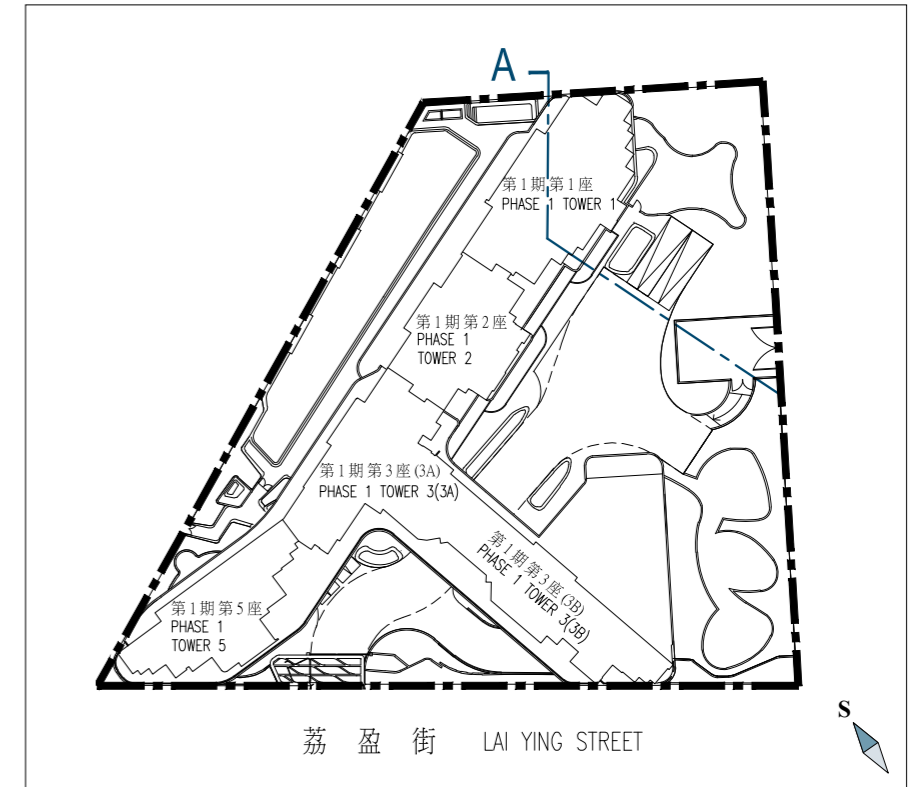 A
第1期第1座
PHASE 1 TOWER 1
第1期第2座
PHASE 1
TOWER 2
第1期第3座(3A)
PHASE 1 TOWER 3(3A)
第1期第3座(3B)
PHASE 1 TOWER 3(3B)
第1期第5座
PHASE 1
TOWER 5
荔盈街 LAI YING STREET
S